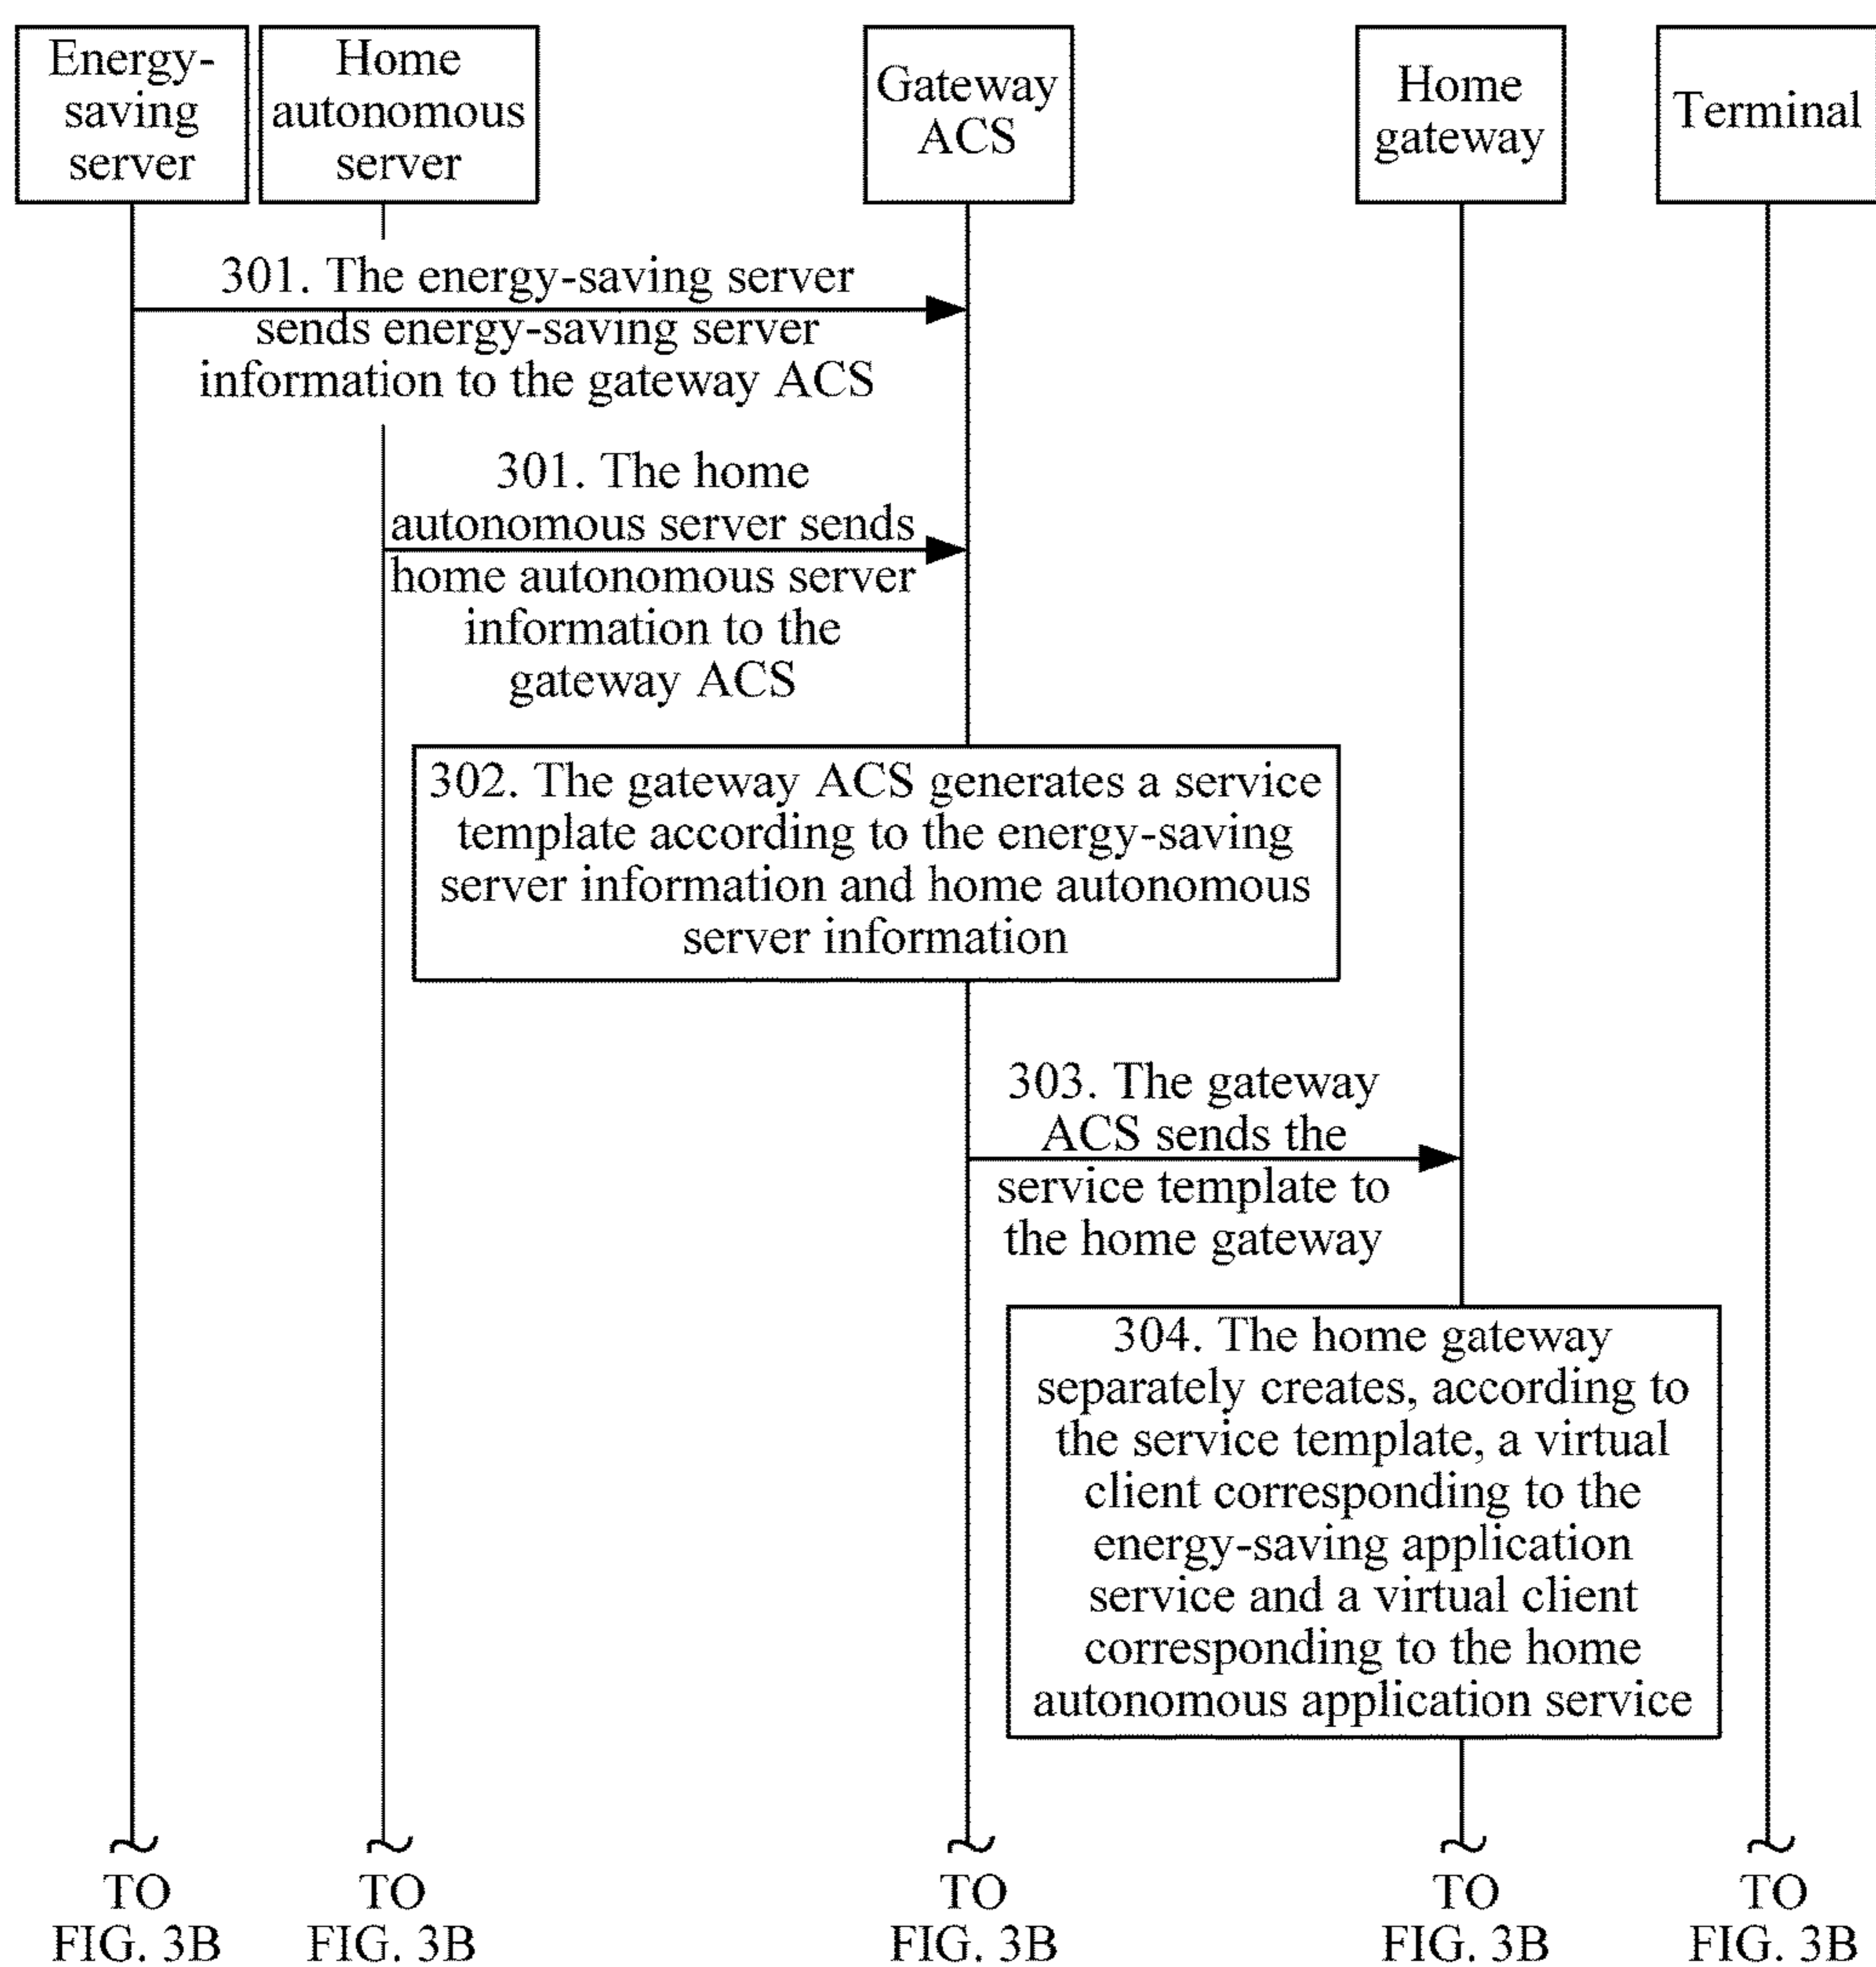 Energy-
saving
server
Home
autonomous
server
Gateway
ACS
Home
gateway
Terminal
301. The energy-saving server
sends energy-saving server
information to the gateway ACS
301. The home
autonomous server sends
home autonomous server
information to the
gateway ACS
302. The gateway ACS generates a service
template according to the energy-saving
server information and home autonomous
server information
303. The gateway
ACS sends the
service template to
the home gateway
304. The home gateway
separately creates, according to
the service template, a virtual
client corresponding to the
energy-saving application
service and a virtual client
corresponding to the home
autonomous application service
TO
FIG. 3B
TO
FIG. 3B
TO
FIG. 3B
TO
FIG. 3B
TO
FIG. 3B